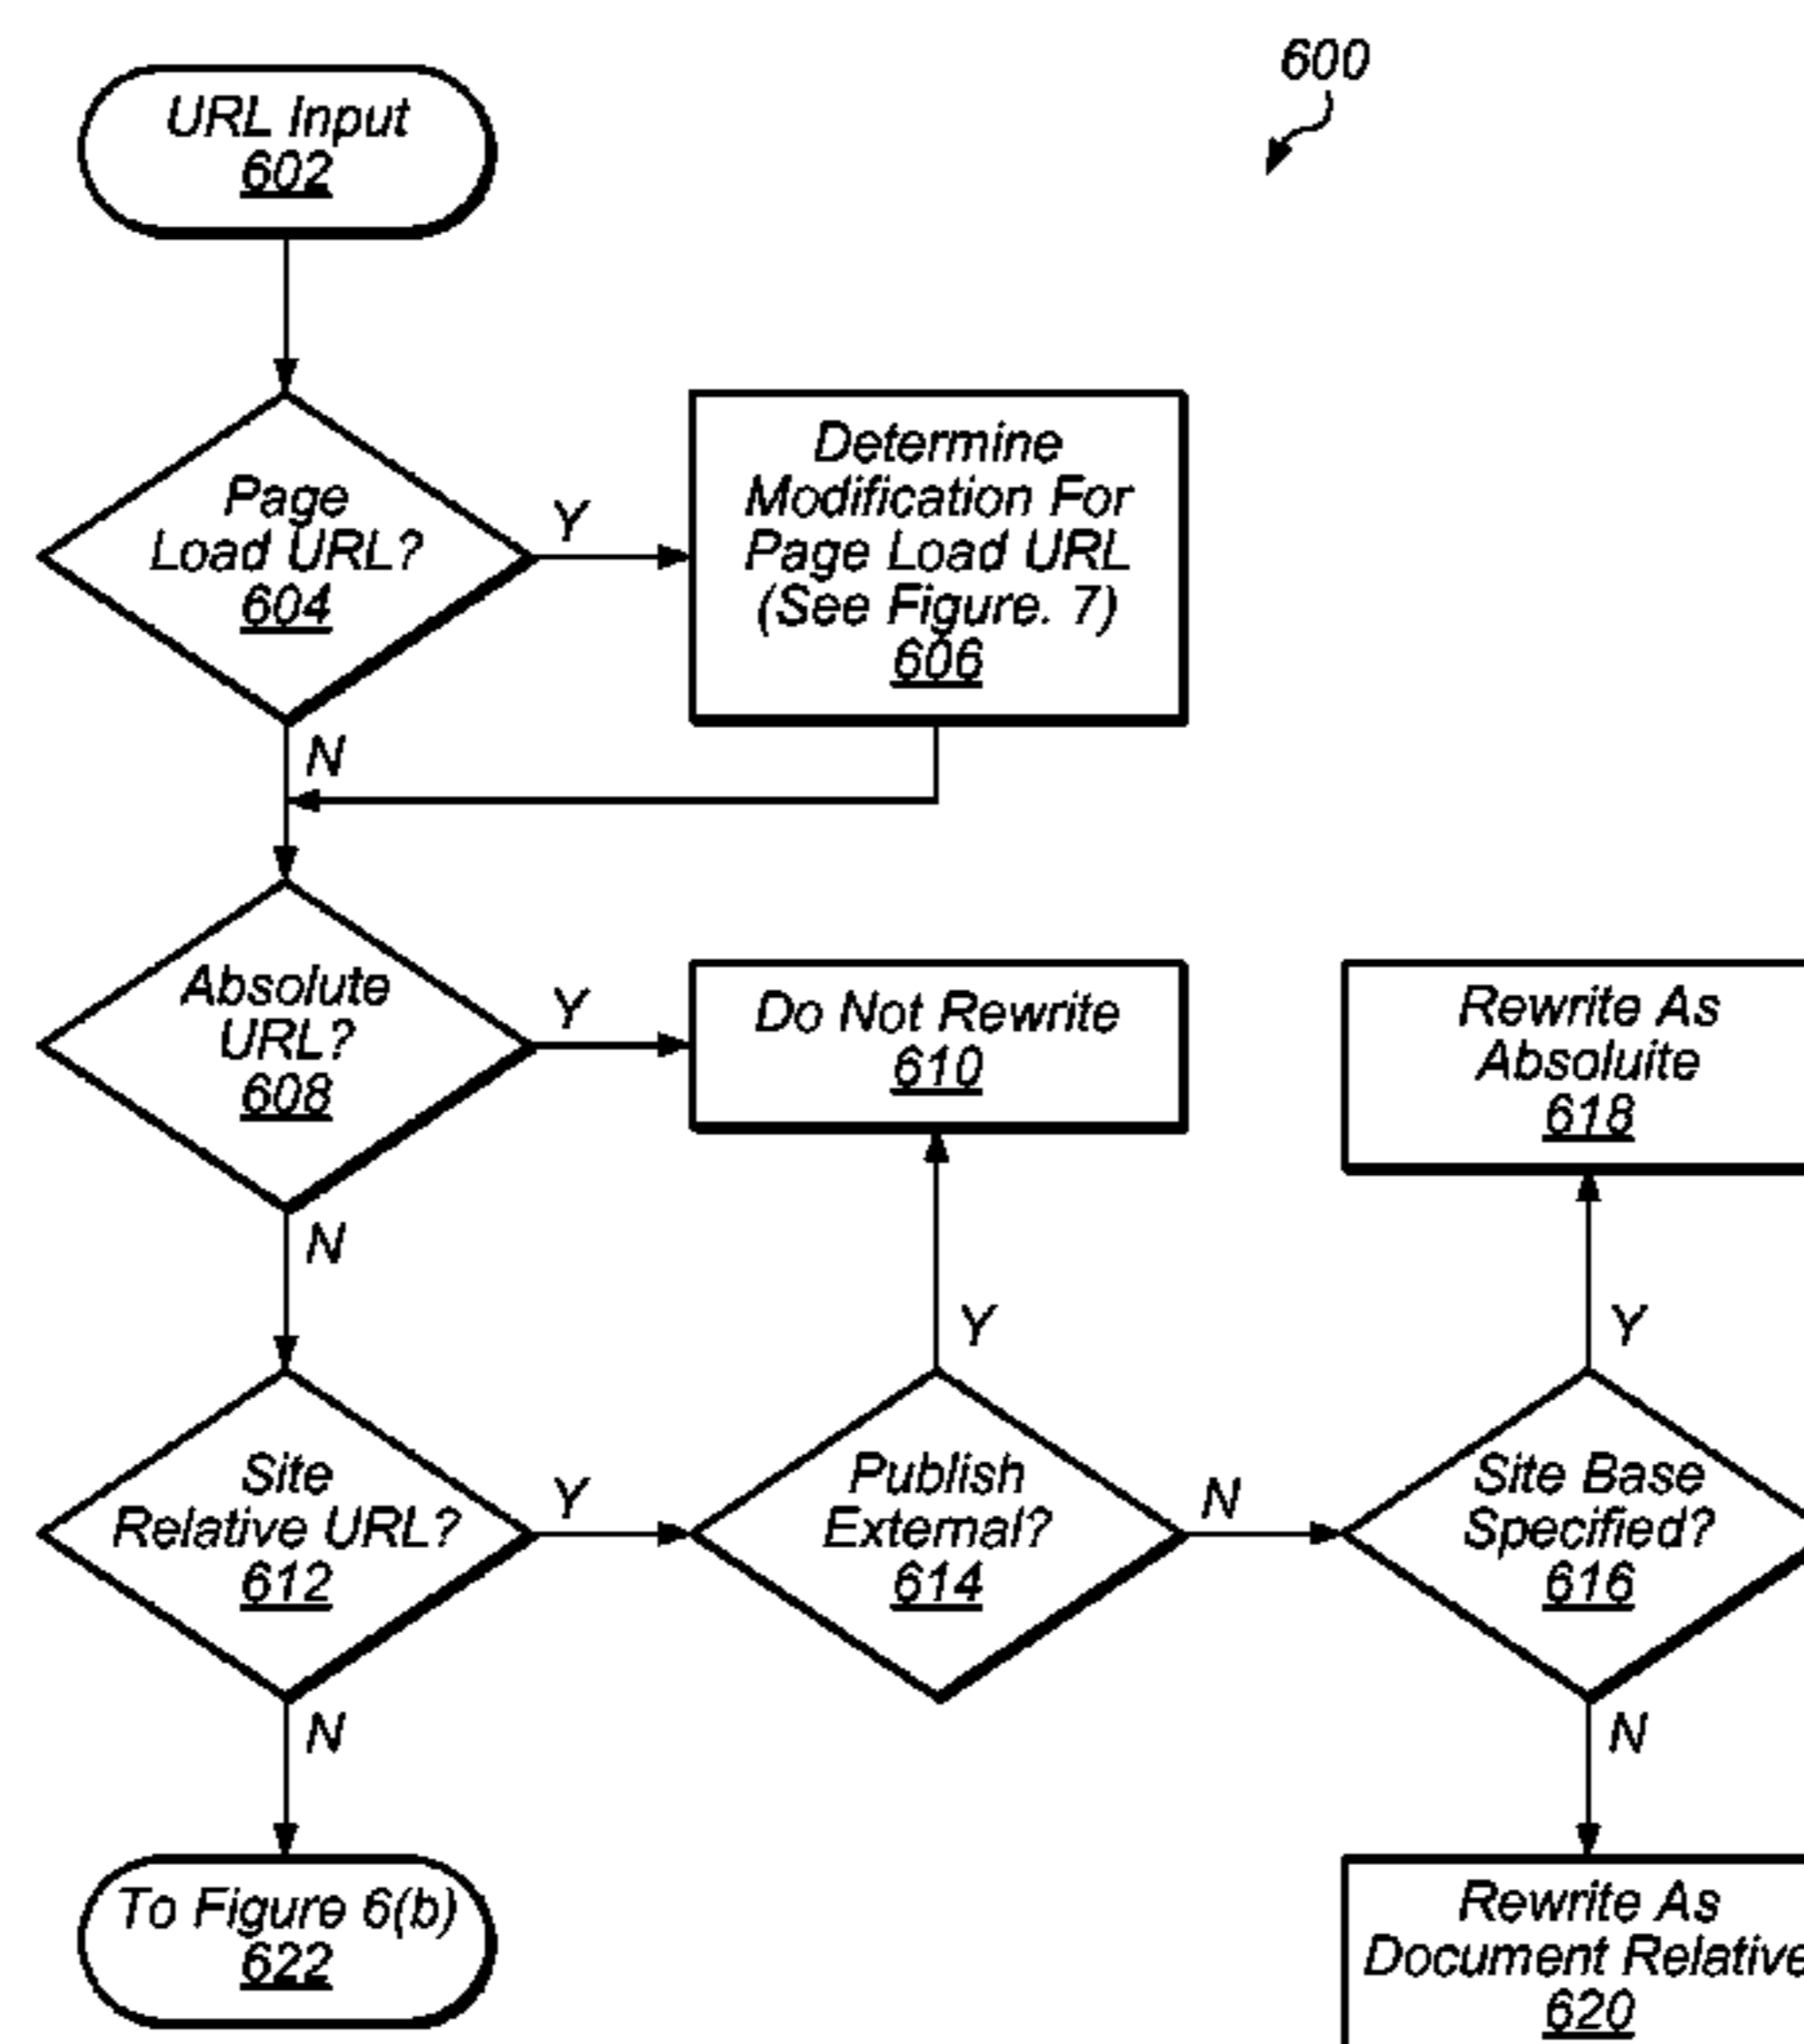 600
URL Input
602
Page
Load URL?
604
Y
Determine
Modification For
Page Load URL
(See Figure. 7)
606
N
Absolute
URL?
608
Y
Do Not Rewrite
610
Rewrite As
Absoluite
618
N
Y
Y
Site
Relative URL?
612
Y
Publish
External?
614
N
Site Base
Specified?
616
N
N
To Figure 6(b)
622
Rewrite As
Document Relative
620